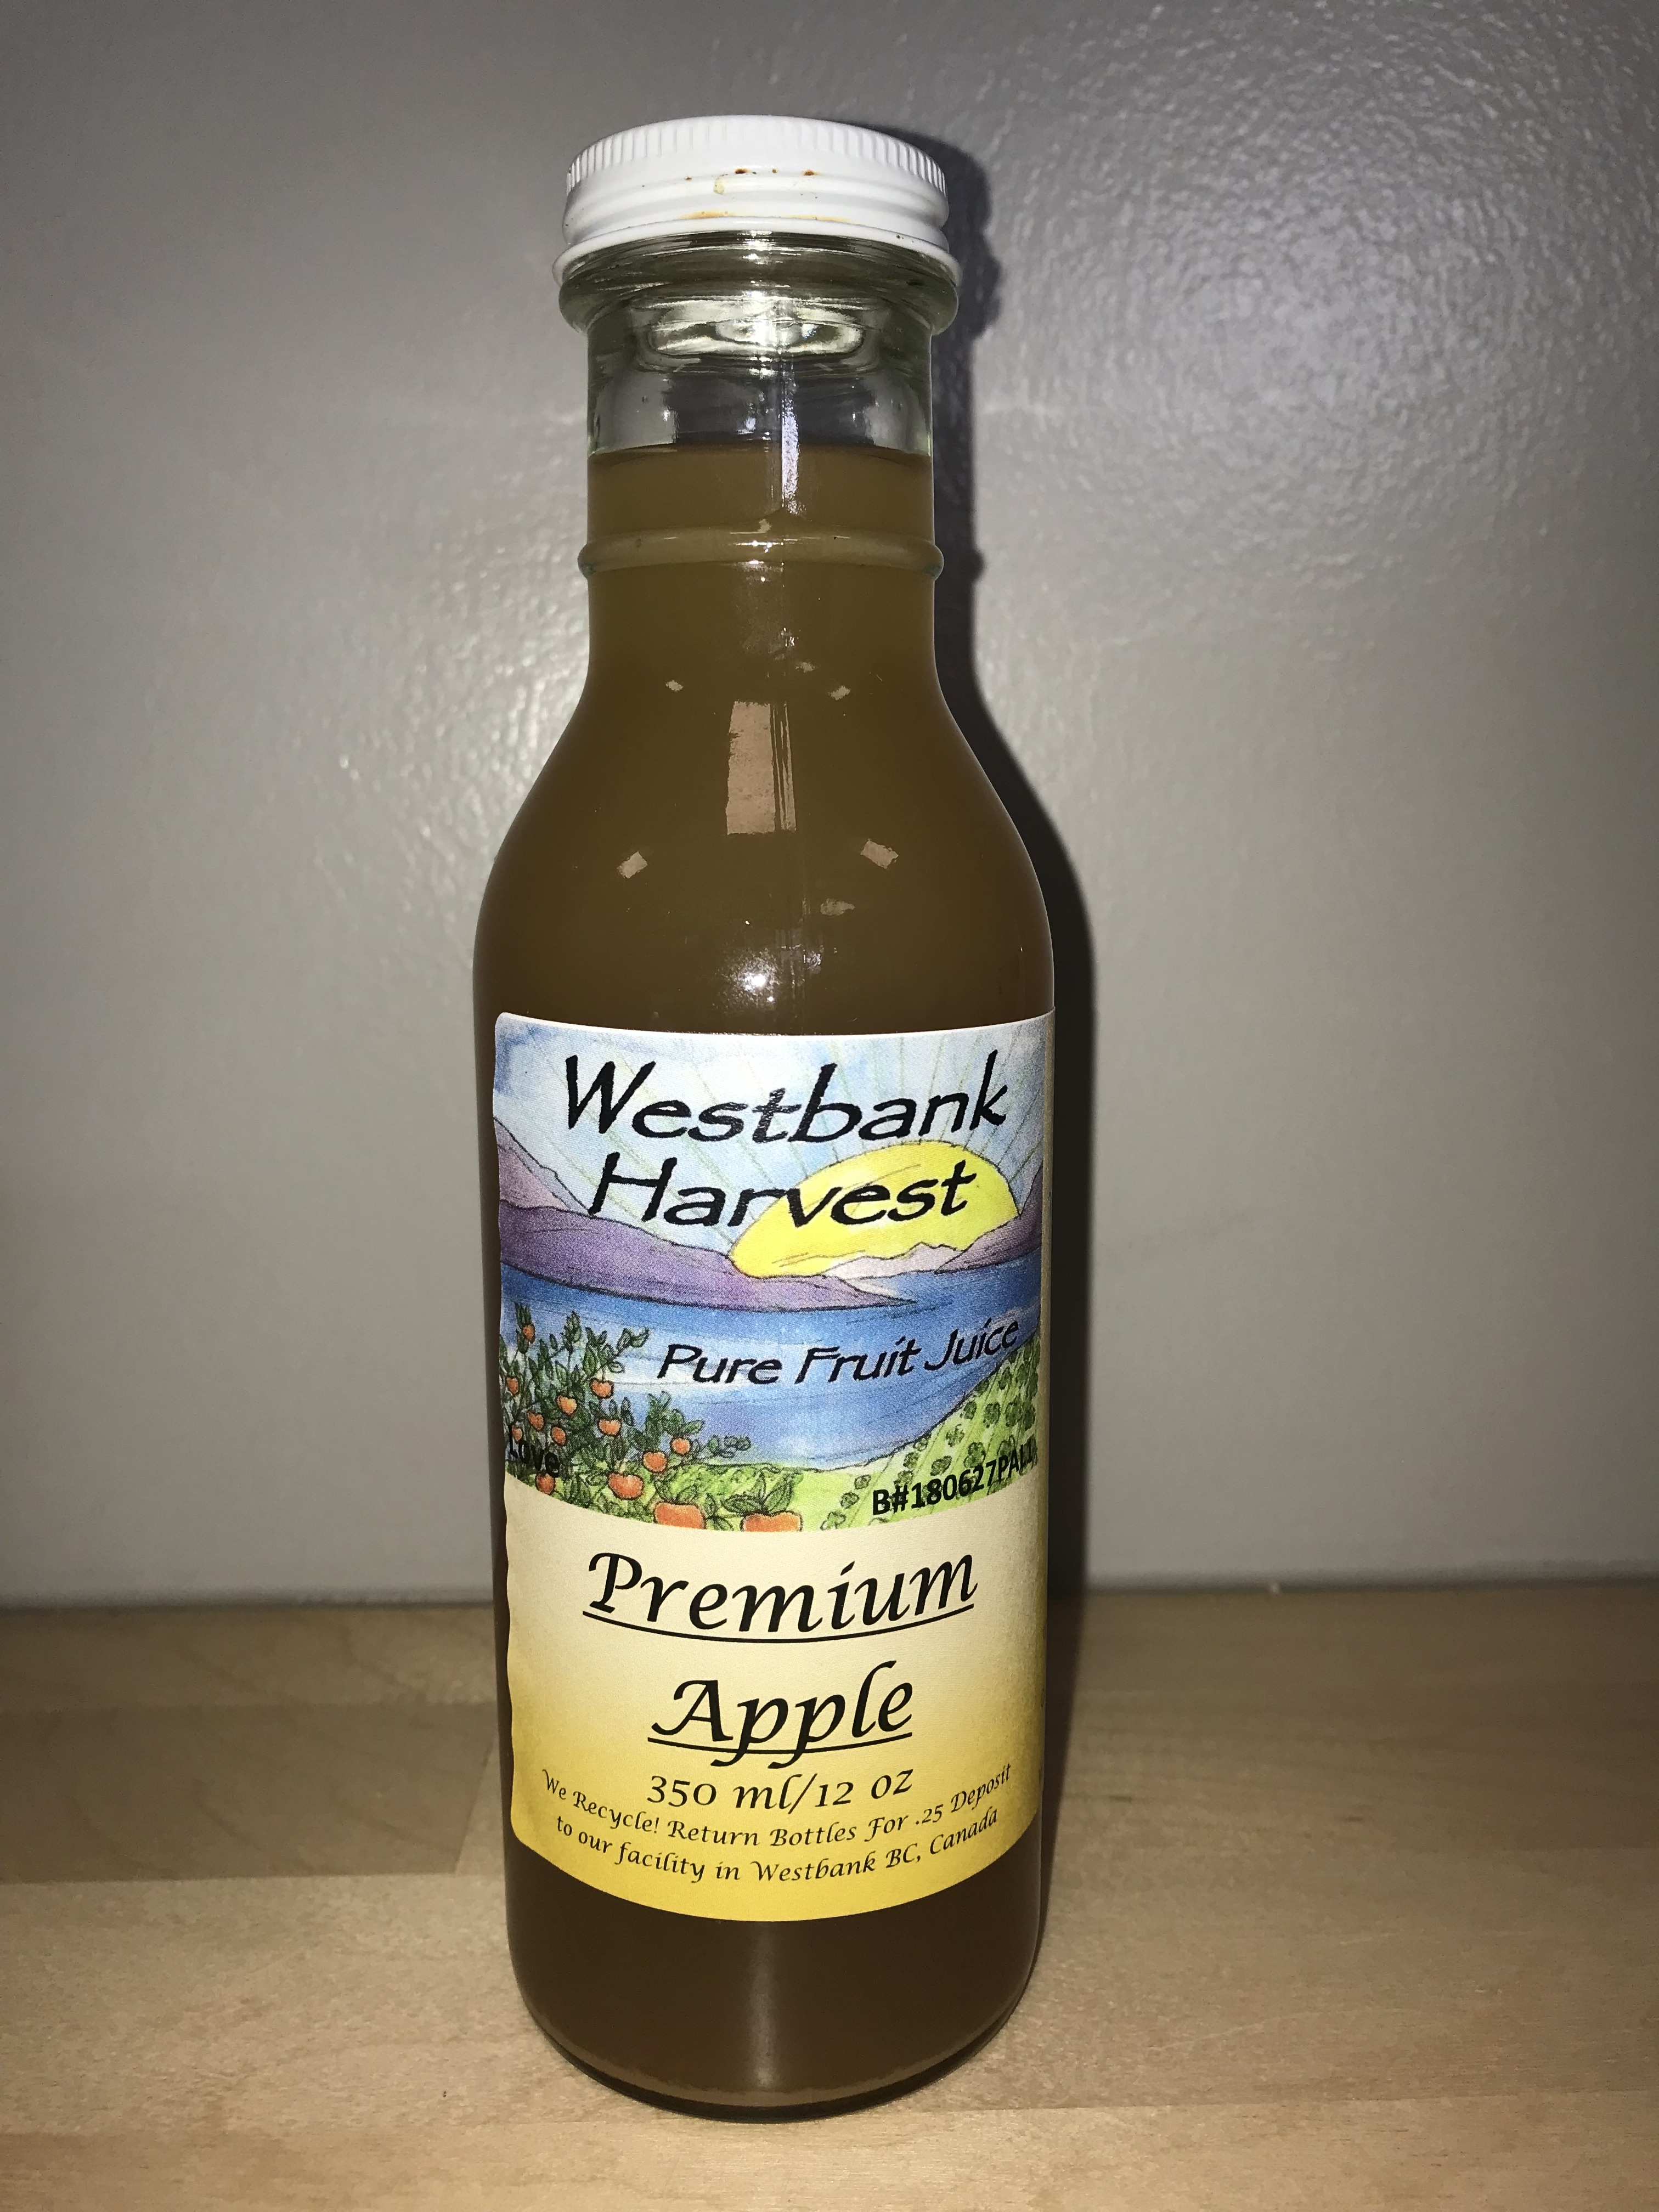 Westbank
Harvest
Pure Fruit Juice
Love
Premium
Apple
350 ml/12 oz
We Recycle! Return Bottles For .25 Deposit
to our facility in Westbank BC, Canada